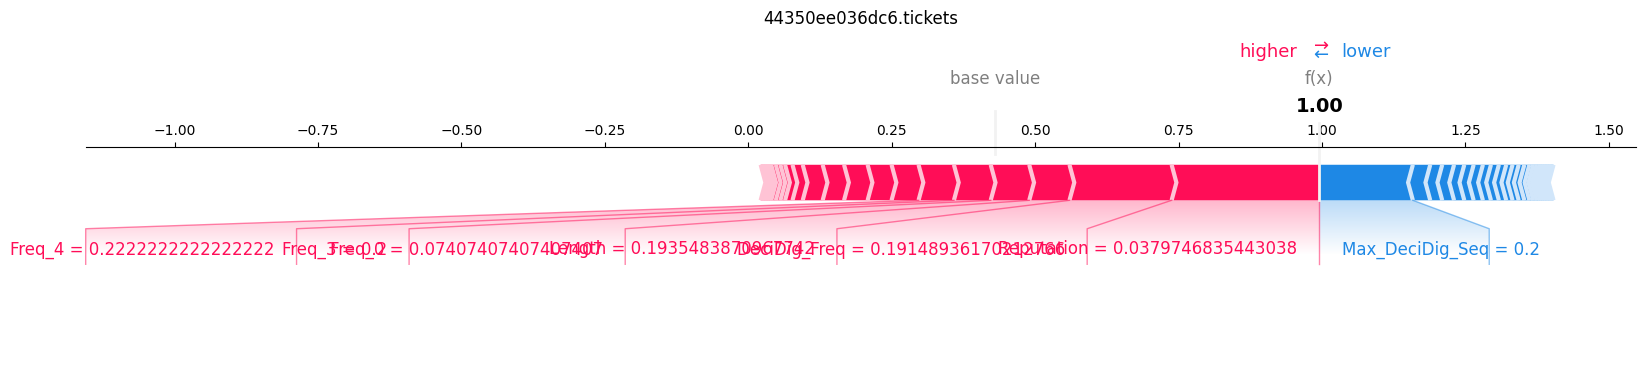 44350ee036dc6.tickets
higher → ← lower
base value f(x)
1.00
−1.00 −0.75 −0.50 −0.25 0.00 0.25 0.50 0.75 1.00 1.25 1.50
Freq_4 = 0.2222222222222222 Freq_3 = 0.2 Freq_0 = 0.07407407407407407 Length = 0.1935483870967742 DeciDig_Freq = 0.19148936170212766 Reputation = 0.0379746835443038 Max_DeciDig_Seq = 0.2